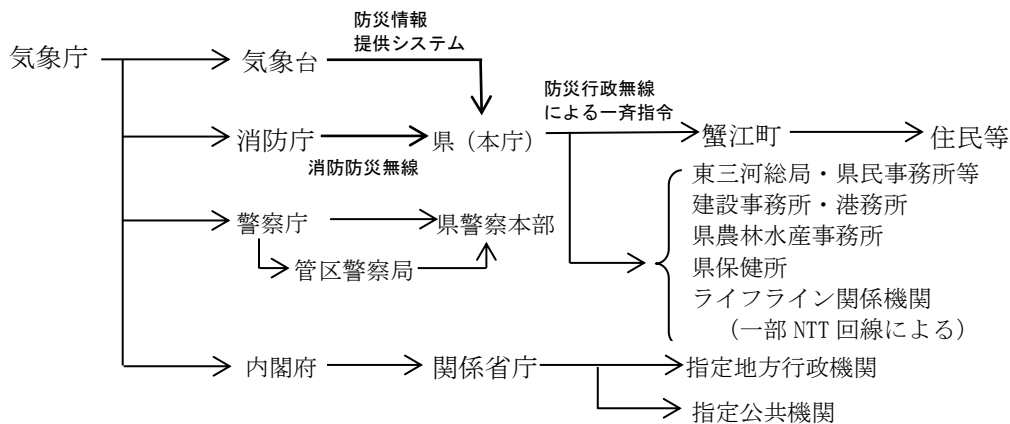 防災情報
提供システム
気象庁
気象台
防災行政無線
による一斉指令
消防庁
県（本庁）
蟹江町
住民等
消防防災無線
東三河総局・県民事務所等
建設事務所・港務所
県農林水産事務所
県保健所
ライフライン関係機関
（一部 NTT 回線による）
警察庁
県警察本部
管区警察局
内閣府
関係省庁
指定地方行政機関
指定公共機関